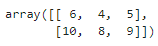 array([[ 6,  4,  5],
       [10,  8,  9]])